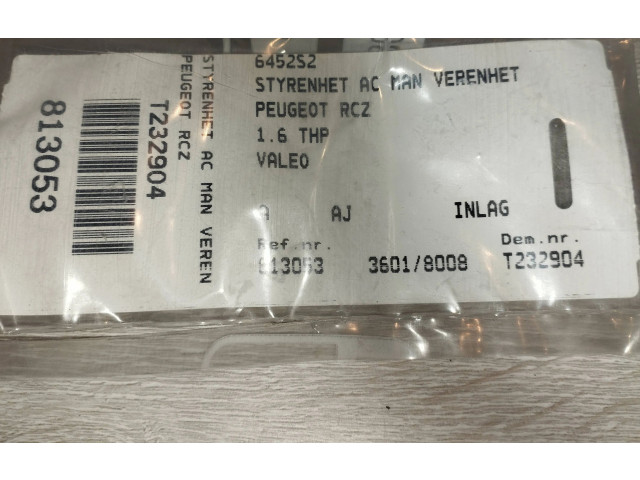 6452S2
STYRENHET AC MAN VERENHET
PEUGEOT RCZ
1.6 THP
VALEO
A AJ INLAG
Ref.nr. Dem.nr.
813053 3601/8008 T232904
STYRENHET AC MAN VEREN
PEUGEOT RCZ
T232904
813053